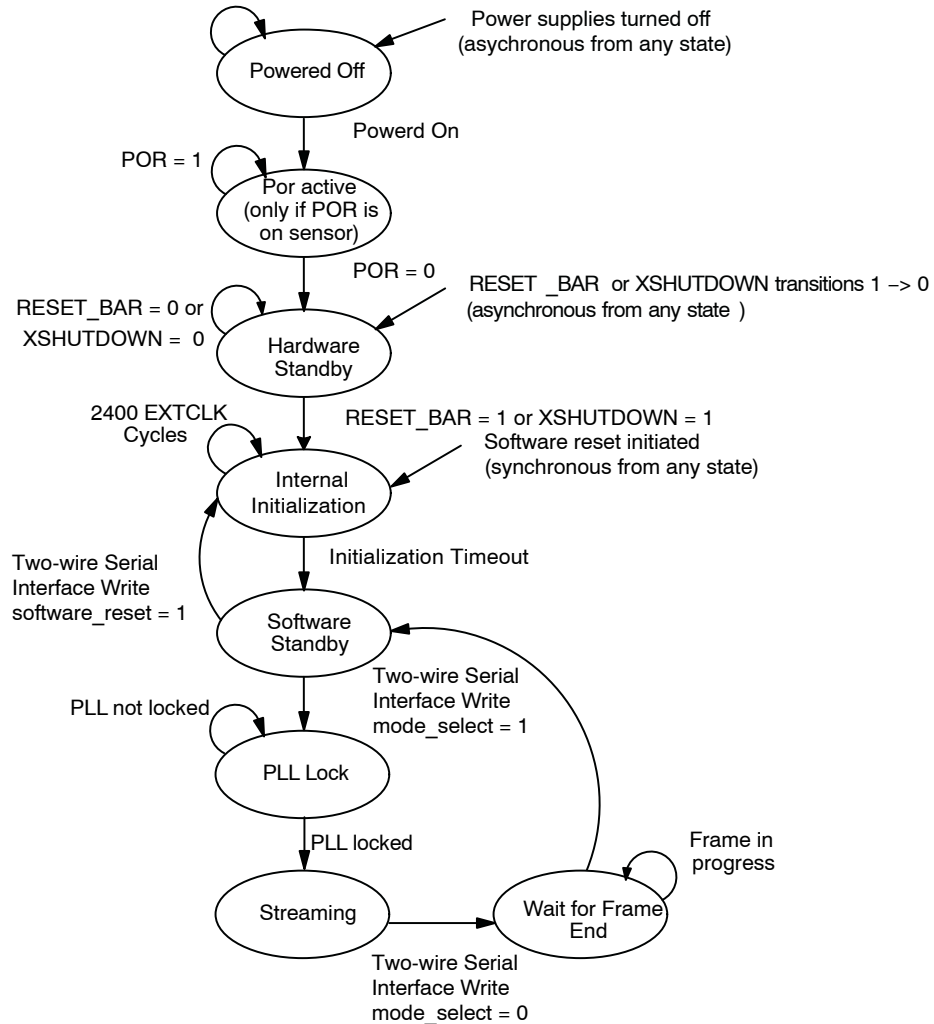 Power supplies turned off
(asychronous from any state)
Powered Off
Powerd On
POR = 1
Por active
(only if POR is
on sensor)
POR = 0
RESET _BAR or XSHUTDOWN transitions 1 –> 0
(asynchronous from any state )
RESET_BAR = 0 or
XSHUTDOWN = 0
Hardware
Standby
2400 EXTCLK
Cycles
RESET_BAR = 1 or XSHUTDOWN = 1
Software reset initiated
(synchronous from any state)
Internal
Initialization
Initialization Timeout
Two-wire Serial
Interface Write
software_reset = 1
Software
Standby
Two-wire Serial
Interface Write
mode_select = 1
PLL not locked
PLL Lock
PLL locked
Frame in
progress
Streaming
Wait for Frame
End
Two-wire Serial
Interface Write
mode_select = 0